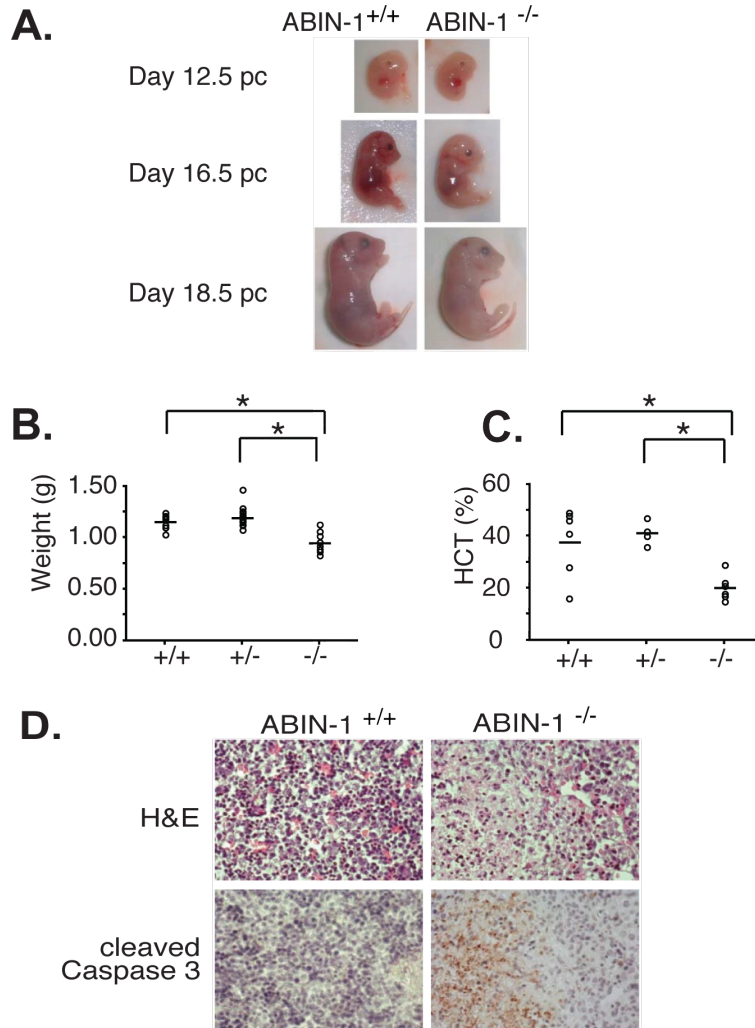 A.
ABIN-1+/+ ABIN-1 -/-
Day 12.5 pc
Day 16.5 pc
Day 18.5 pc
B.
*
*
Weight (g)
1.50
1.00
0.50
0.00
+/+ +/- -/-
C.
*
*
HCT (%)
60
40
20
0
+/+ +/- -/-
D.
ABIN-1 +/+ ABIN-1 -/-
H&E
cleaved
Caspase 3